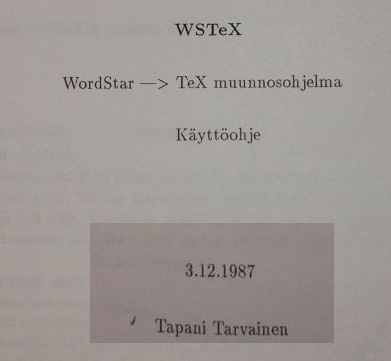 WSTeX
WordStar —> TeX muunnosohjelma
Käyttöohje
3.12.1987
Tapani Tarvainen